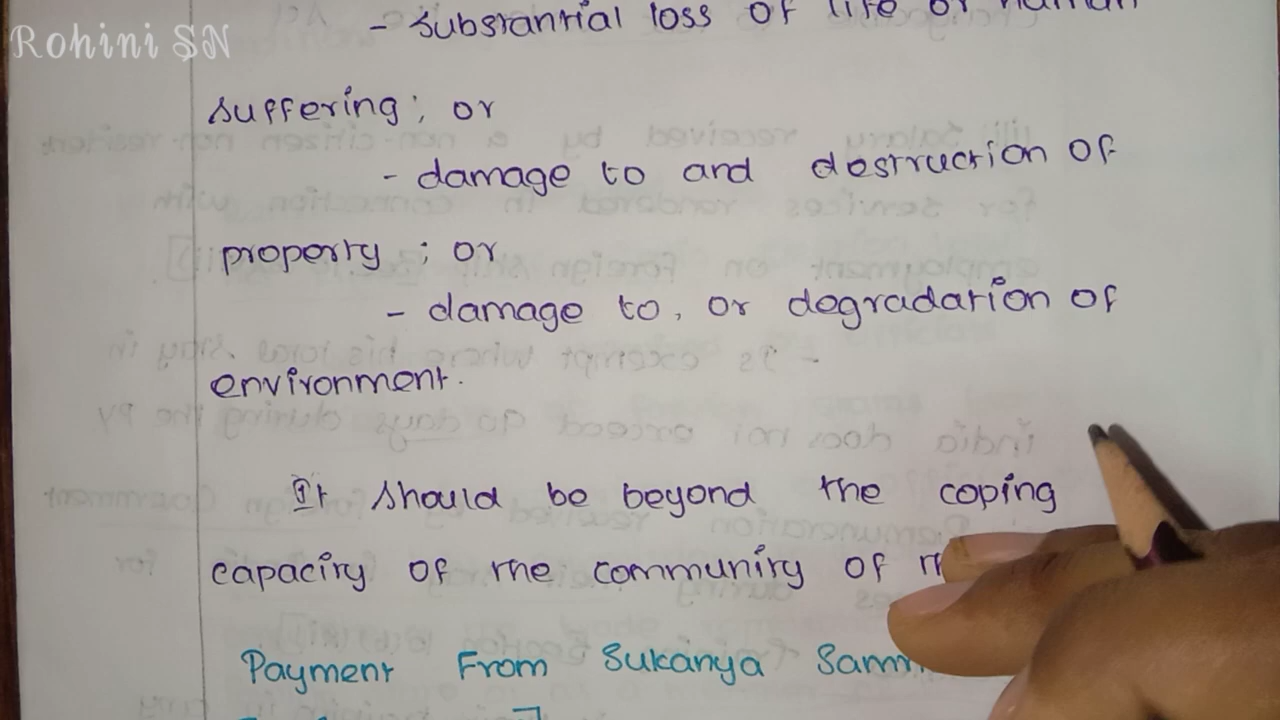 Rohini SN
- substantial loss of life or human
suffering ; or
- damage to and destruction of
property ; or
- damage to, or degradation of
environment.
It should be beyond the coping
capacity of the community of
Payment From Sukanya